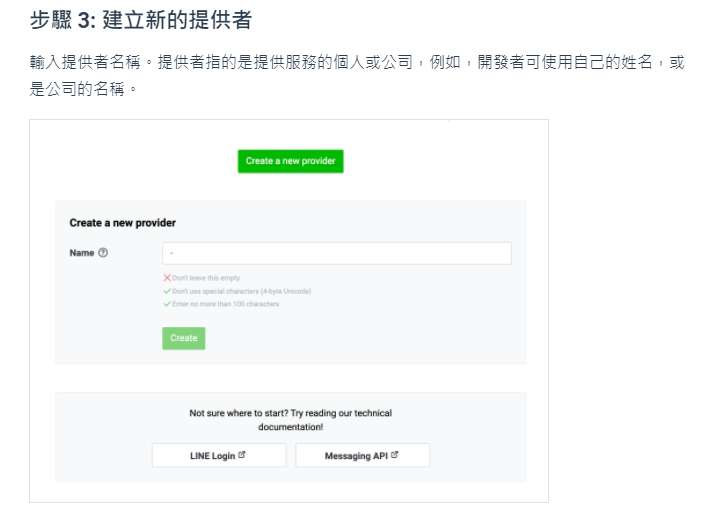 步驟 3: 建立新的提供者
輸入提供者名稱。提供者指的是提供服務的個人或公司，例如，開發者可使用自己的姓名，或
是公司的名稱。
Create a new provider
Create a new provider
Name
Don't leave this empty
Don't use special characters (4-byte Unicode)
Enter no more than 100 characters
Create
Not sure where to start? Try reading our technical
documentation!
LINE Login
Messaging API